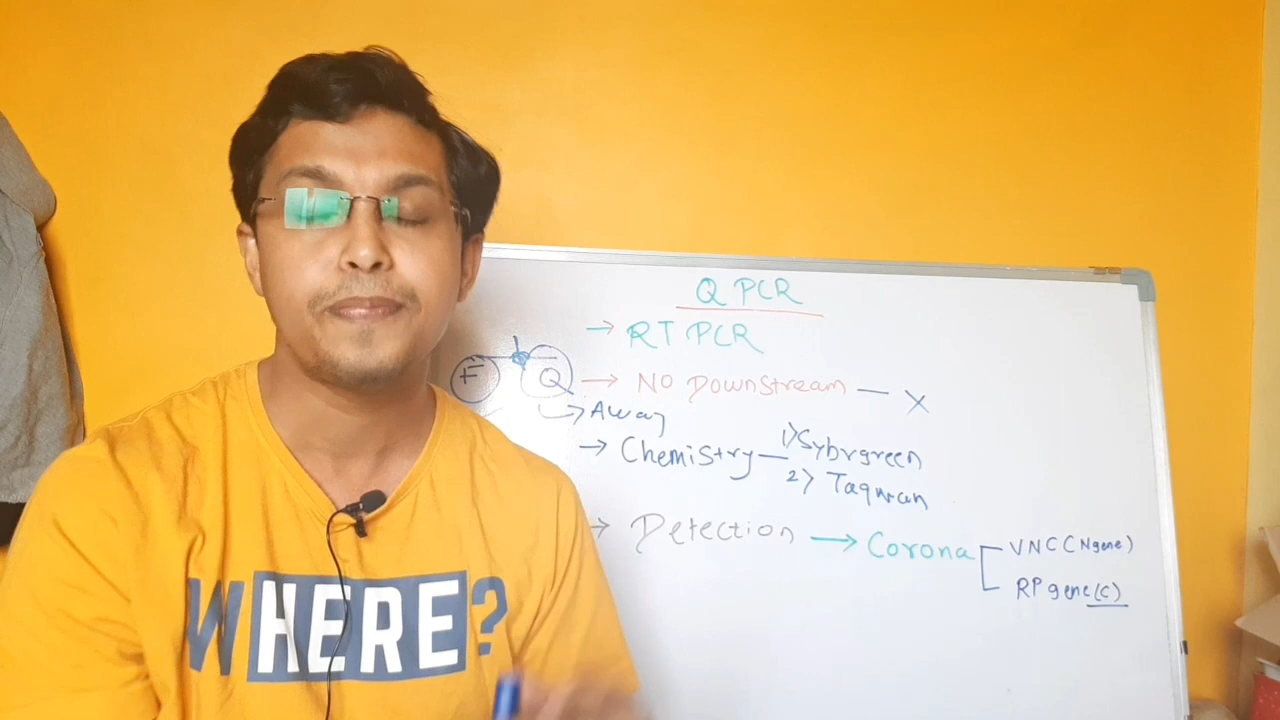 Q PCR
→ RT PCR
F Q
→ NO DownStream — X
→ Away
→ Chemistry — 1) Sybrgreen
2) Taqman
→ Detection → Corona
VNC (Ngene)
RP gene (C)
WHERE?